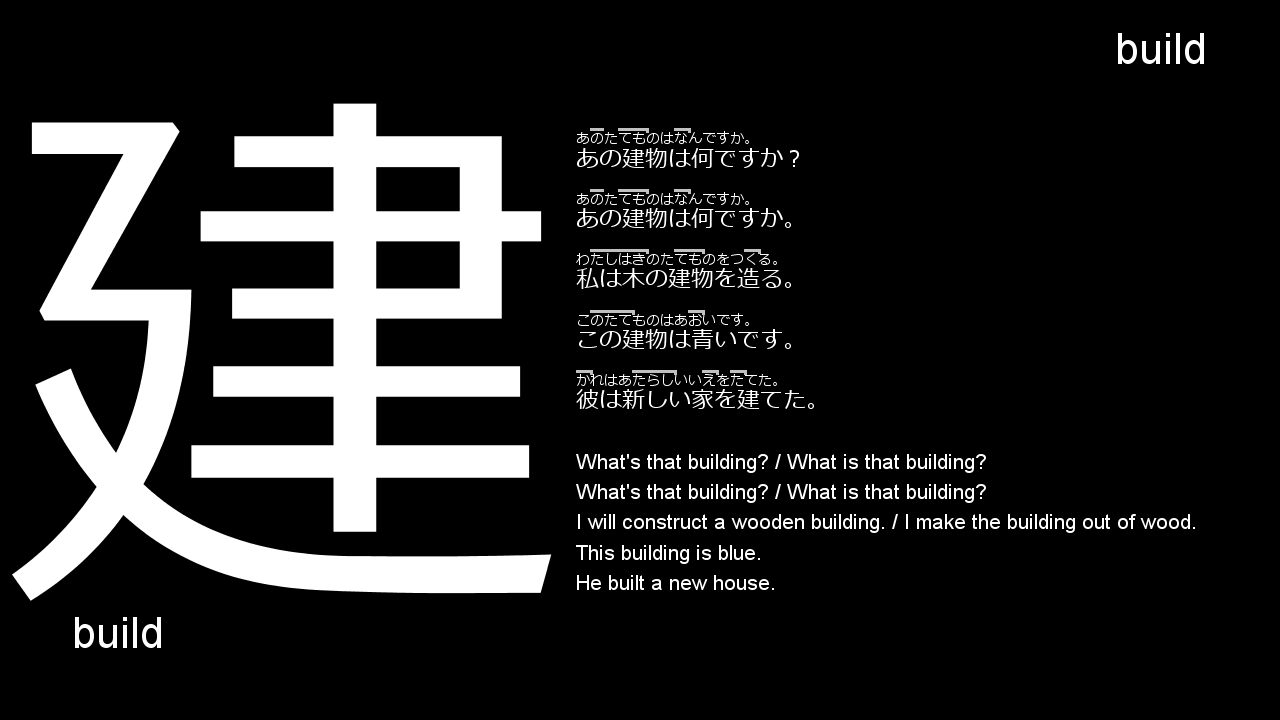 build
建
あのたてものはなんですか。
あの建物は何ですか？
あのたてものはなんですか。
あの建物は何ですか。
わたしはきのたてものをつくる。
私は木の建物を造る。
このたてものはあおいです。
この建物は青いです。
かれはあたらしいいえをたてた。
彼は新しい家を建てた。
What's that building? / What is that building?
What's that building? / What is that building?
I will construct a wooden building. / I make the building out of wood.
This building is blue.
He built a new house.
build